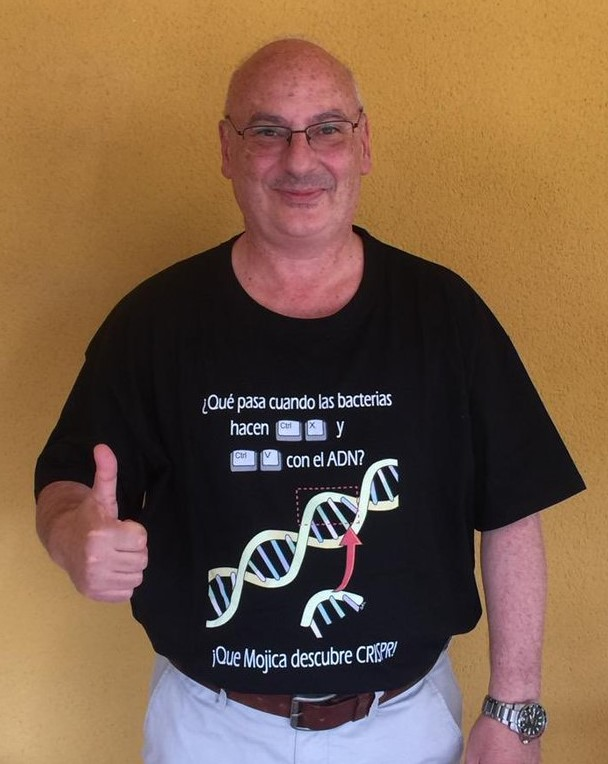 ¿Qué pasa cuando las bacterias
hacen Ctrl X y
Ctrl V con el ADN?
¡Que Mojica descubre CRISPR!